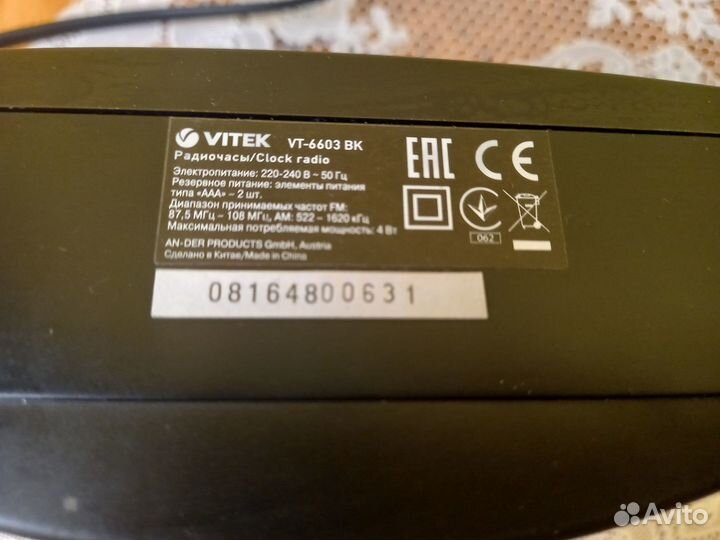 VITEK VT-6603 BK
Радиочасы/Clock radio
Электропитание: 220-240 В ~ 50 Гц
Резервное питание: элементы питания
типа «ААА» – 2 шт.
Диапазон принимаемых частот FM:
87,5 МГц – 108 МГц, AM: 522 – 1620 кГц
Максимальная потребляемая мощность: 4 Вт
AN-DER PRODUCTS GmbH, Austria
Сделано в Китае/Made in China
EAC CE
062
08164800631
Avito